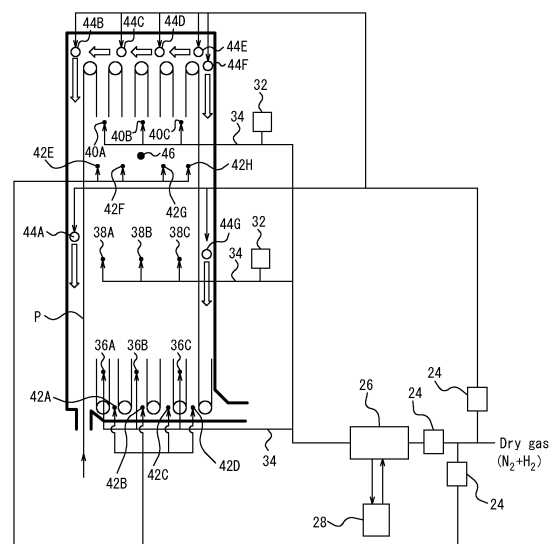 44B
44C
44D
44E
44F
32
34
40A
40B
40C
46
42E
42H
42F
42G
44A
38A
38B
38C
44G
32
34
P
36A
36B
36C
42A
42B
42C
42D
34
26
24
24
Dry gas
(N₂+H₂)
24
28